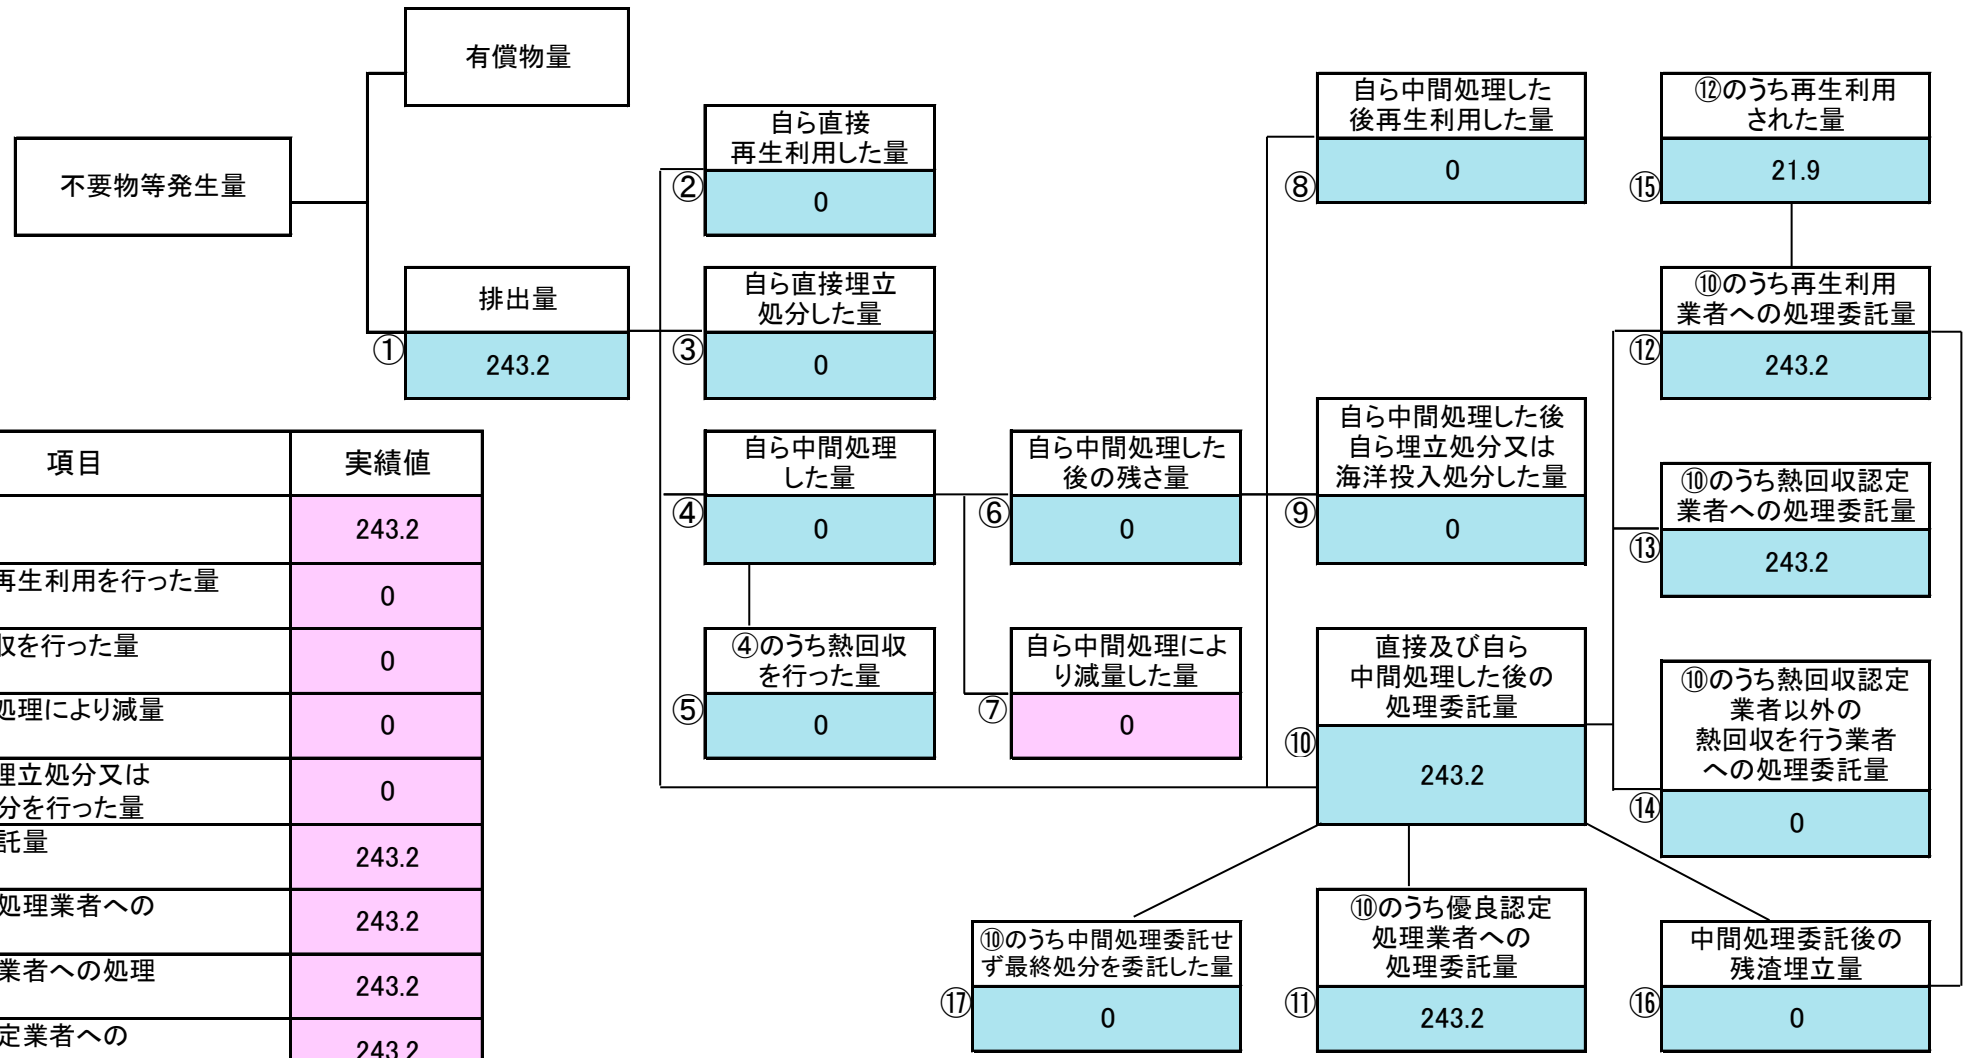 有償物量
不要物等発生量
排出量
①
243.2
自ら直接
再生利用した量
②
0
自ら直接埋立
処分した量
③
0
自ら中間処理
した量
④
0
④のうち熱回収
を行った量
⑤
0
自ら中間処理した
後の残さ量
⑥
0
自ら中間処理によ
り減量した量
⑦
0
自ら中間処理した
後再生利用した量
⑧
0
自ら中間処理した後
自ら埋立処分又は
海洋投入処分した量
⑨
0
直接及び自ら
中間処理した後の
処理委託量
⑩
243.2
⑫のうち再生利用
された量
⑮
21.9
⑩のうち再生利用
業者への処理委託量
⑫
243.2
⑩のうち熱回収認定
業者への処理委託量
⑬
243.2
⑩のうち熱回収認定
業者以外の
熱回収を行う業者
への処理委託量
⑭
0
⑩のうち中間処理委託せ
ず最終処分を委託した量
⑰
0
⑩のうち優良認定
処理業者への
処理委託量
⑪
243.2
中間処理委託後の
残渣埋立量
⑯
0
項目 実績値
243.2
再生利用を行った量
0
収を行った量
0
処理により減量
0
埋立処分又は
分を行った量
0
託量
243.2
処理業者への
243.2
業者への処理
243.2
定業者への
243.2